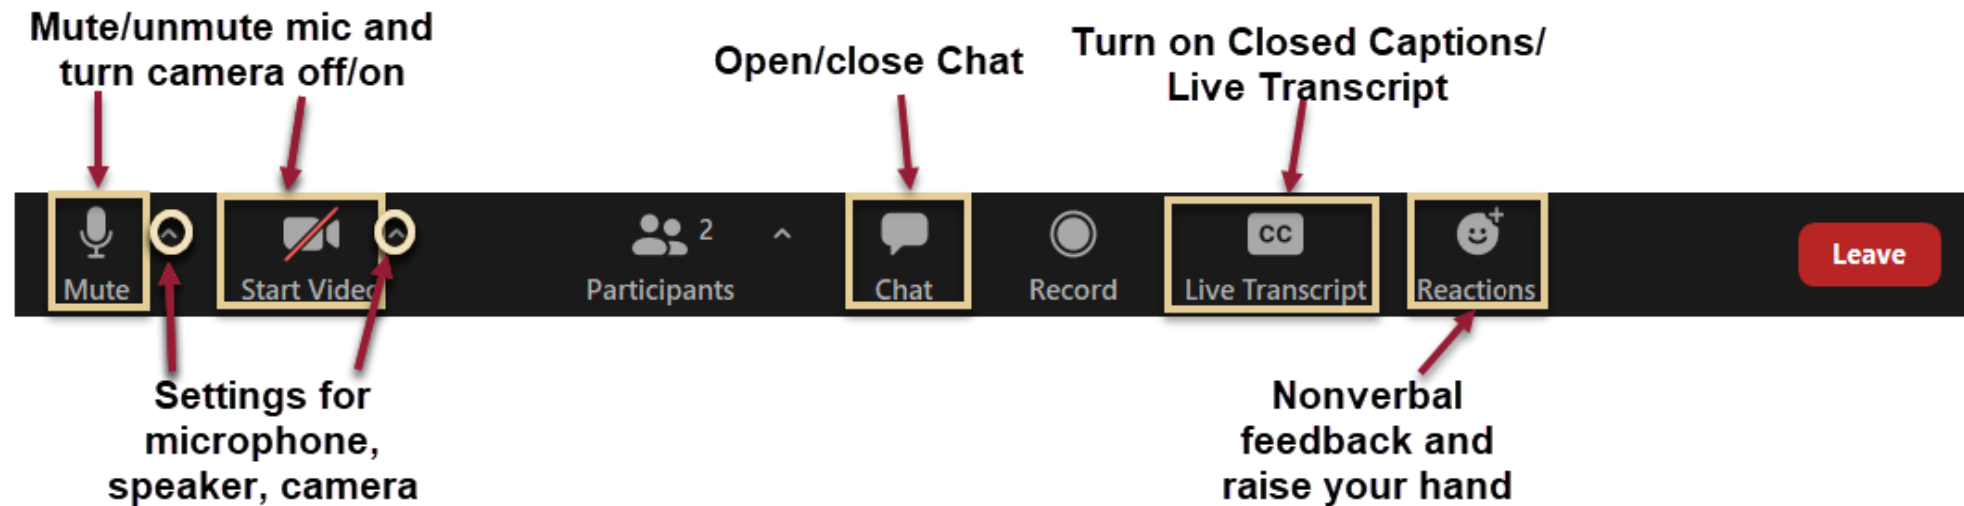 Mute/unmute mic and
turn camera off/on
Open/close Chat
Turn on Closed Captions/
Live Transcript
2
CC
Mute
Start Video
Participants
Chat
Record
Live Transcript
Reactions
Leave
Settings for
microphone,
speaker, camera
Nonverbal
feedback and
raise your hand